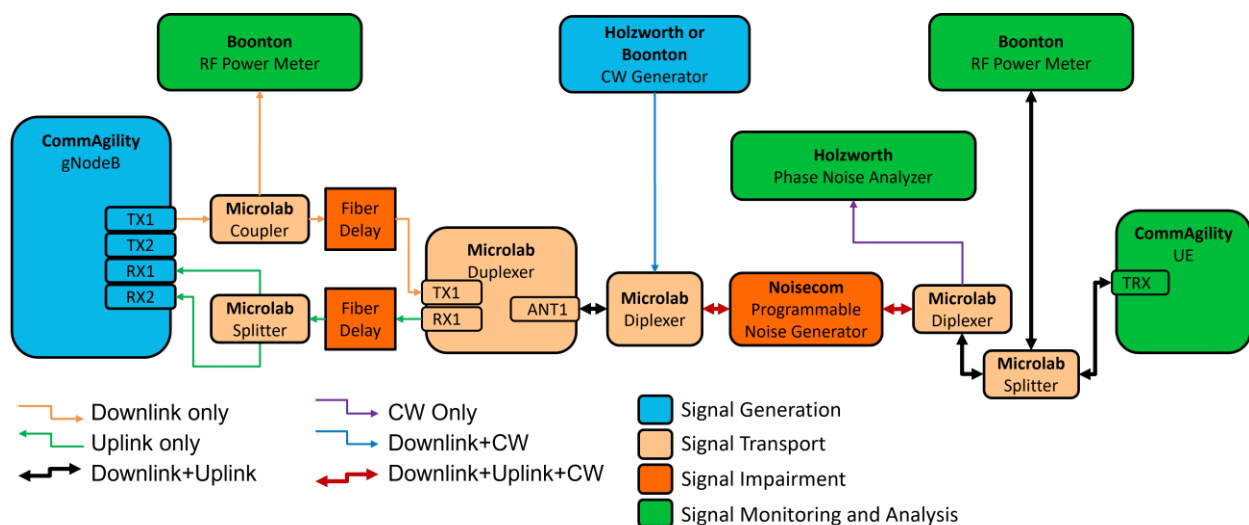 Boonton
RF Power Meter
Holzworth or
Boonton
CW Generator
Boonton
RF Power Meter
CommAgility
gNodeB
Holzworth
Phase Noise Analyzer
TX1
TX2
RX1
RX2
Microlab
Coupler
Fiber
Delay
Microlab
Splitter
Fiber
Delay
Microlab
Duplexer
TX1
RX1
ANT1
Microlab
Diplexer
Noisecom
Programmable
Noise Generator
Microlab
Diplexer
Microlab
Splitter
CommAgility
UE
TRX
Downlink only
Uplink only
Downlink+Uplink
CW Only
Downlink+CW
Downlink+Uplink+CW
Signal Generation
Signal Transport
Signal Impairment
Signal Monitoring and Analysis